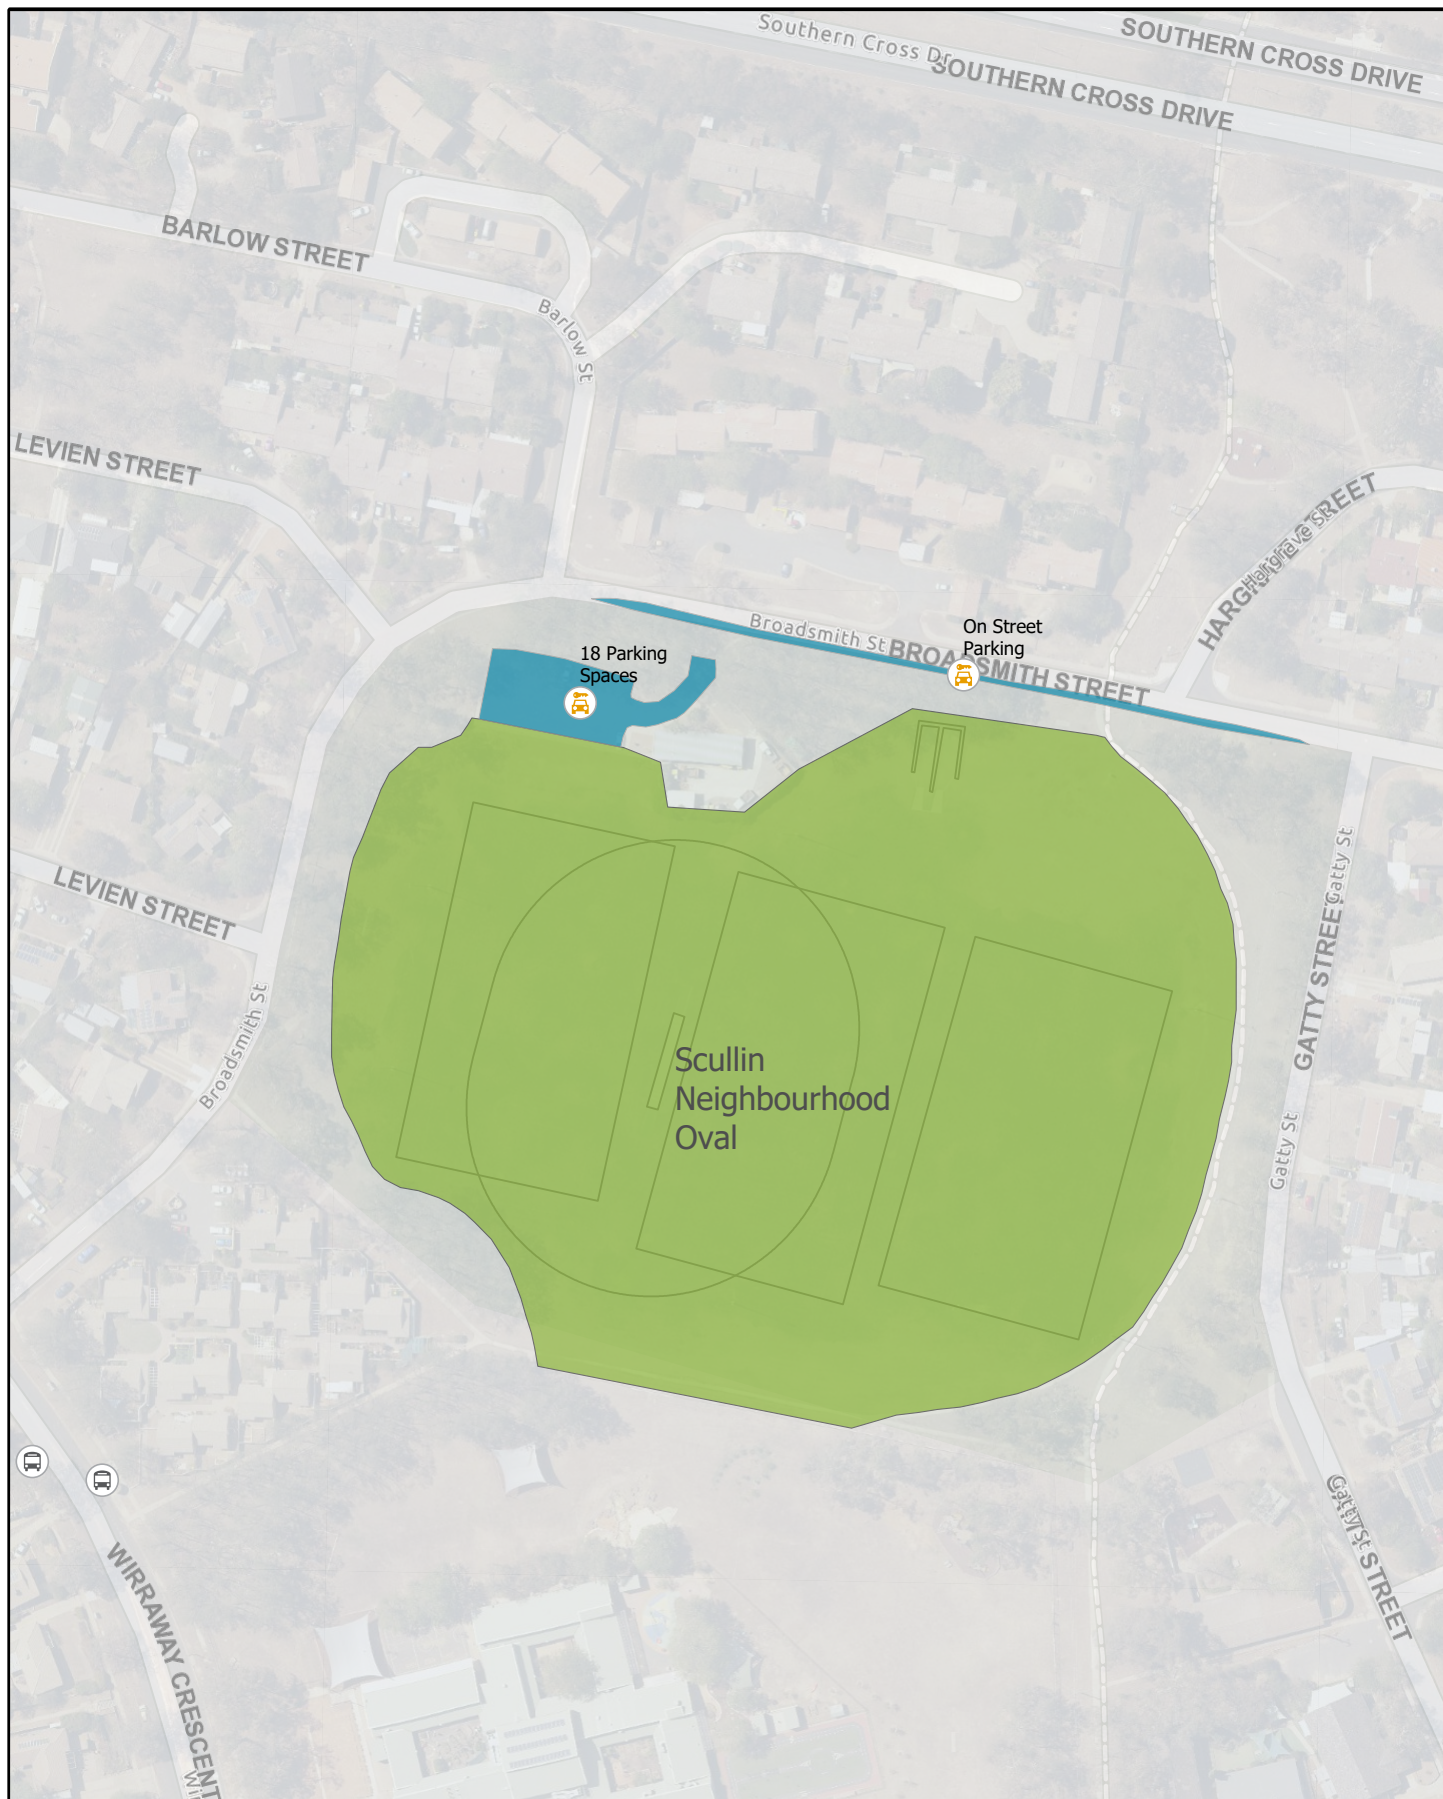 Southern Cross Dr
SOUTHERN CROSS DRIVE
SOUTHERN CROSS DRIVE
BARLOW STREET
Barlow St
LEVIEN STREET
HARGRAVE STREET
Hargrave St
Broadsmith St
BROADSMITH STREET
On Street
Parking
18 Parking
Spaces
LEVIEN STREET
Broadsmith St
Gatty St
GATTY STREET
Gatty St
Scullin
Neighbourhood
Oval
Gatty St
GATTY STREET
WIRRAWAY CRESCENT